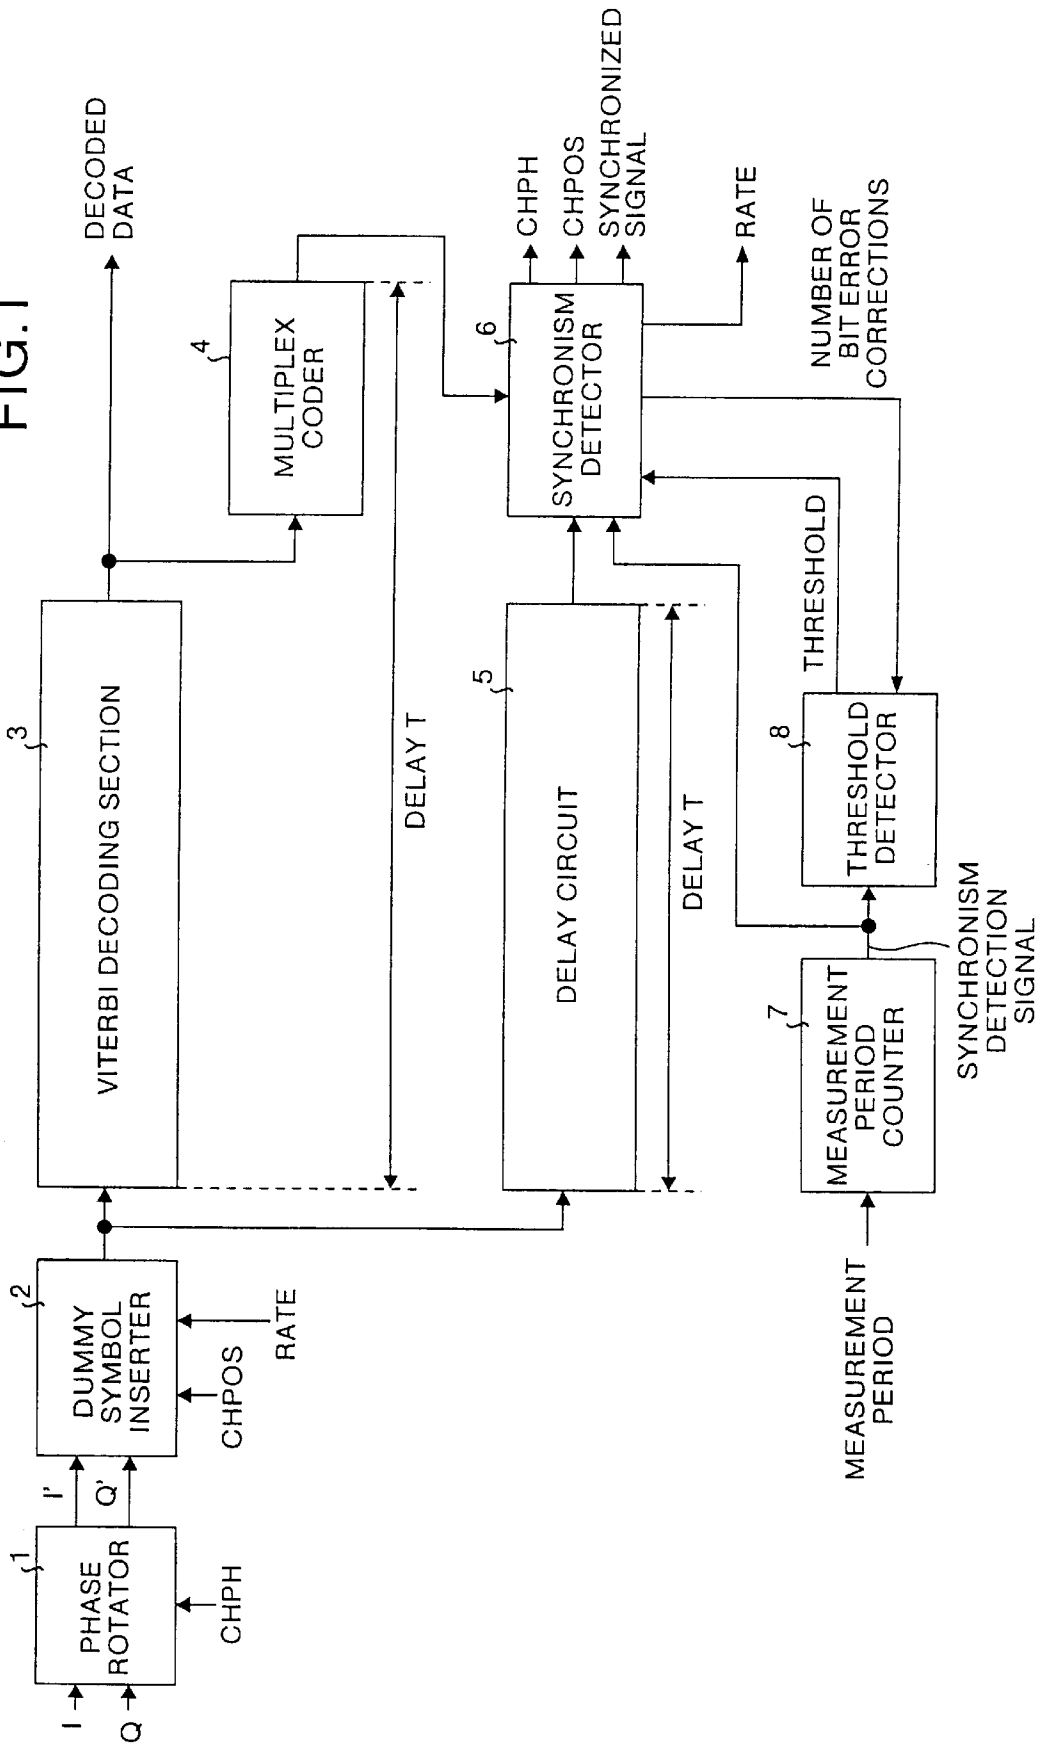 FIG.1
I
Q
1
PHASE
ROTATOR
CHPH
I'
Q'
2
DUMMY
SYMBOL
INSERTER
CHPOS
RATE
3
VITERBI DECODING SECTION
DECODED
DATA
4
MULTIPLEX
CODER
DELAY T
5
DELAY CIRCUIT
DELAY T
6
SYNCHRONISM
DETECTOR
CHPH
CHPOS
SYNCHRONIZED
SIGNAL
RATE
MEASUREMENT
PERIOD
7
MEASUREMENT
PERIOD
COUNTER
SYNCHRONISM
DETECTION
SIGNAL
8
THRESHOLD
DETECTOR
THRESHOLD
NUMBER OF
BIT ERROR
CORRECTIONS